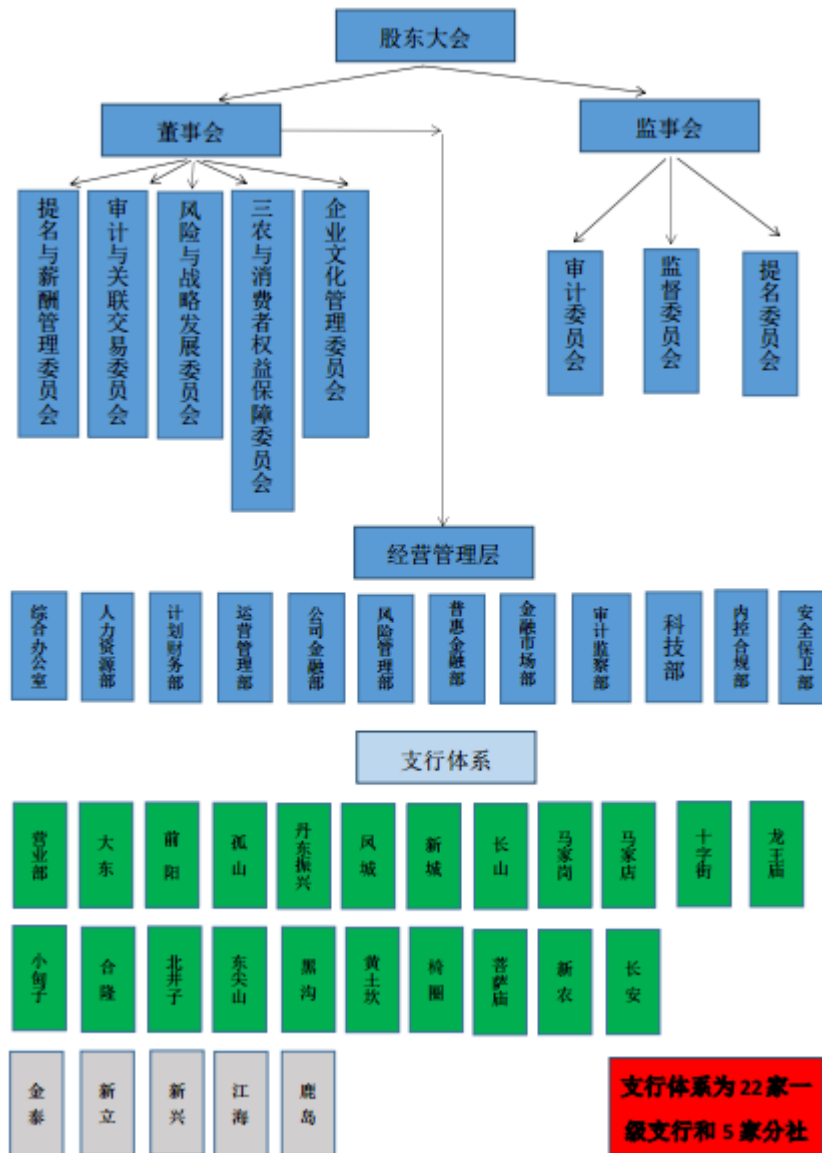 股东大会
董事会
监事会
提名与薪酬管理委员会
审计与关联交易委员会
风险与战略发展委员会
三农与消费者权益保障委员会
企业文化管理委员会
审计委员会
监督委员会
提名委员会
经营管理层
综合办公室
人力资源部
计划财务部
运营管理部
公司金融部
风险管理部
普惠金融部
金融市场部
审计监察部
科技部
内控合规部
安全保卫部
支行体系
营业部
大东
前阳
孤山
丹东振兴
凤城
新城
长山
马家岗
马家店
十字街
龙王庙
小甸子
合隆
北井子
东尖山
黑沟
黄土坎
椅圈
菩萨庙
新农
长安
金泰
新立
新兴
江海
鹿岛
支行体系为 22 家一
级支行和 5 家分社